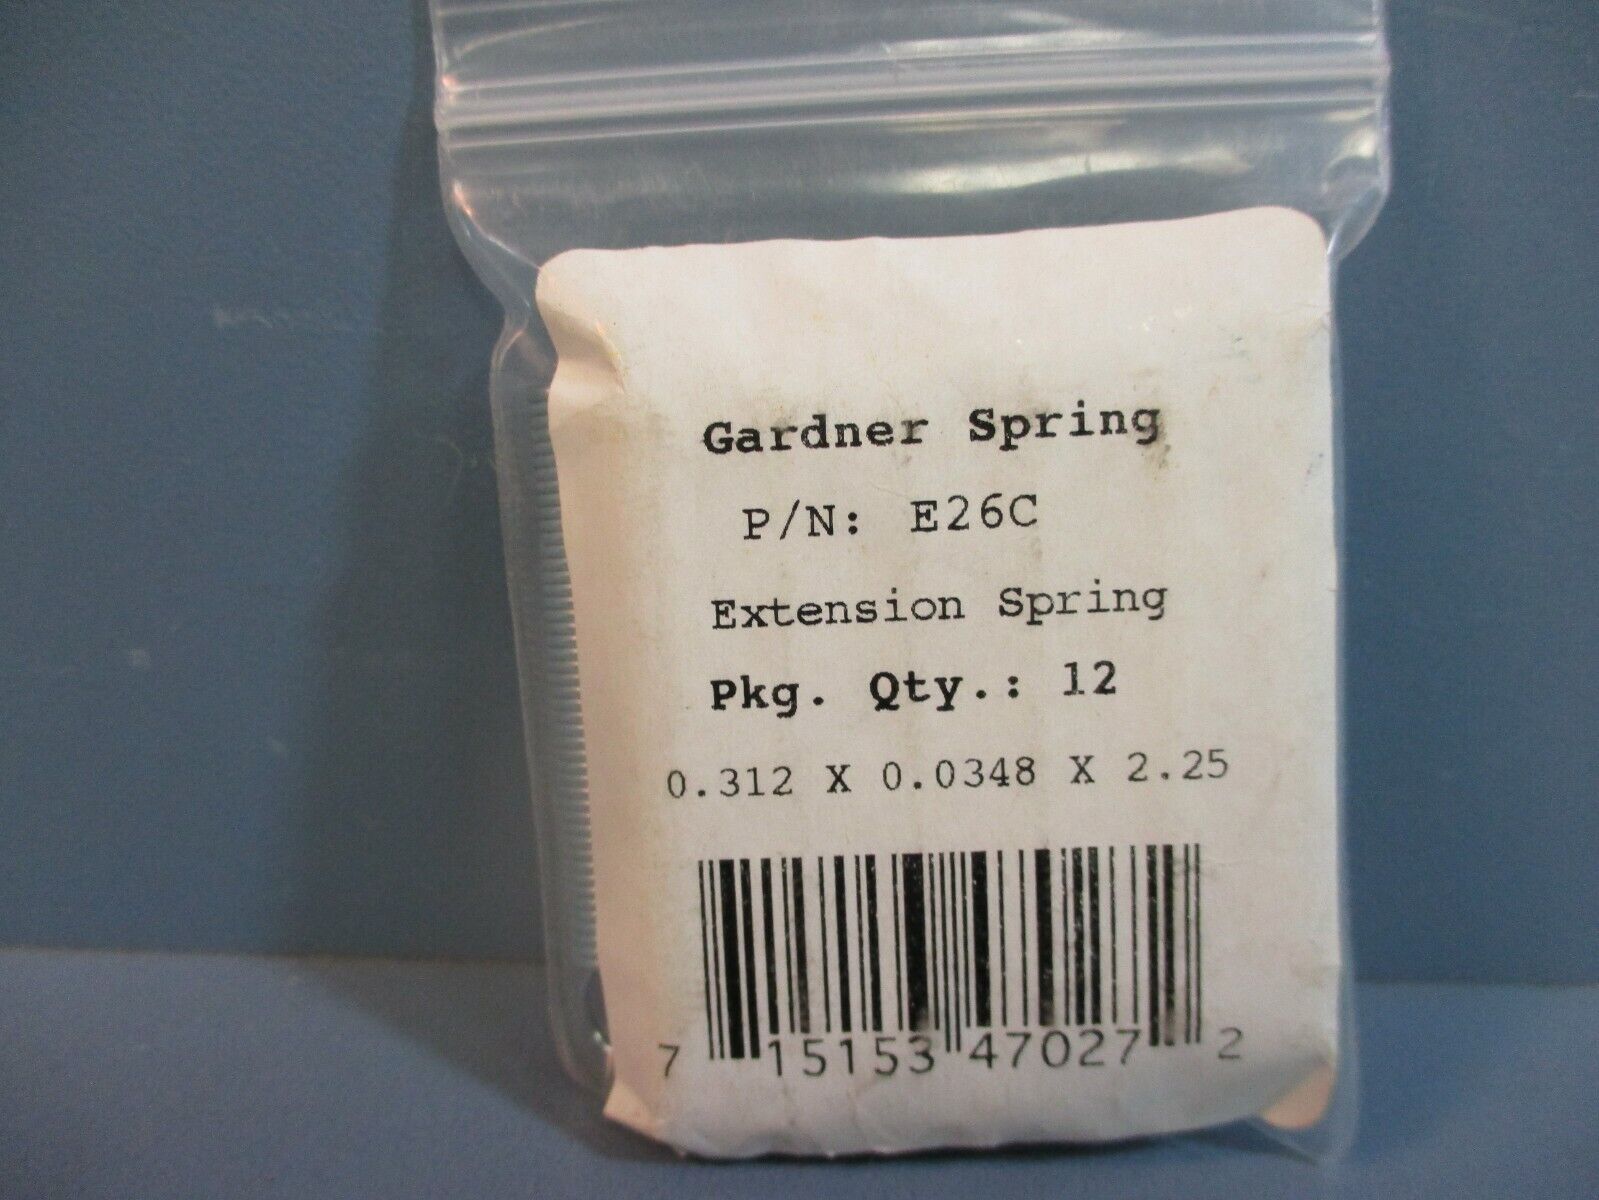 Gardner Spring
P/N: E26C
Extension Spring
Pkg. Qty.: 12
0.312 X 0.0348 X 2.25
7 15153 47027 2